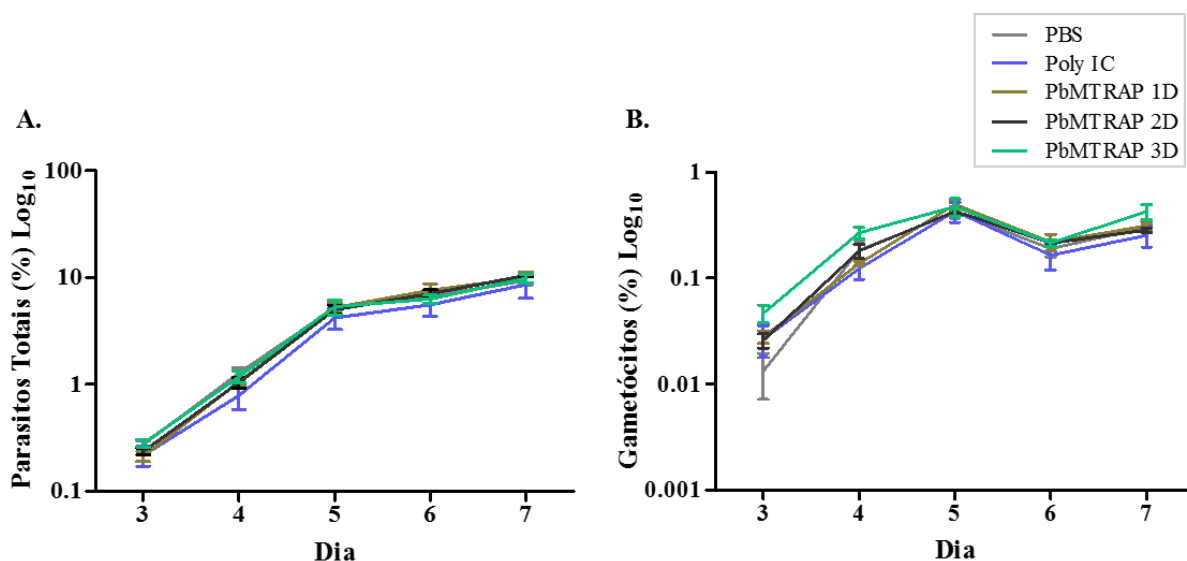 PBS
Poly IC
PbMTRAP 1D
PbMTRAP 2D
PbMTRAP 3D
A.
Parasitos Totais (%) Log10
100
10
1
0.1
3 4 5 6 7
Dia
B.
Gametócitos (%) Log10
1
0.1
0.01
0.001
3 4 5 6 7
Dia